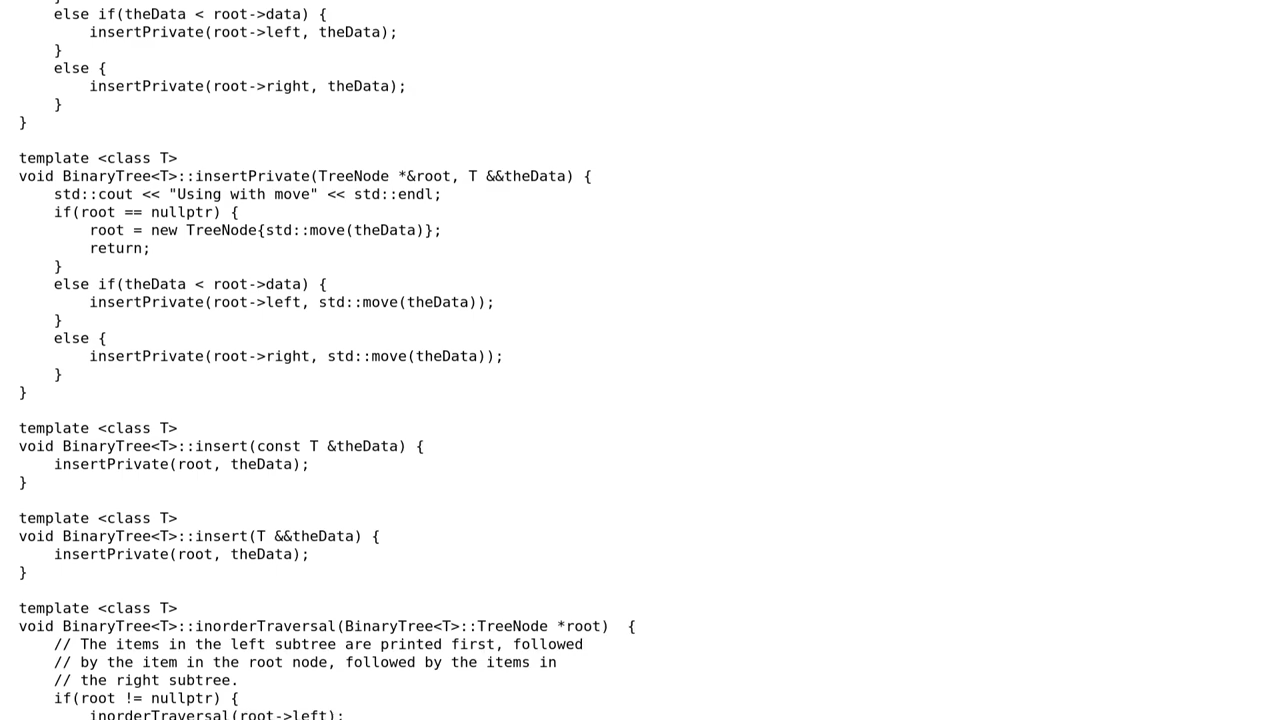 }
    else if(theData < root->data) {
        insertPrivate(root->left, theData);
    }
    else {
        insertPrivate(root->right, theData);
    }
}

template <class T>
void BinaryTree<T>::insertPrivate(TreeNode *&root, T &&theData) {
    std::cout << "Using with move" << std::endl;
    if(root == nullptr) {
        root = new TreeNode{std::move(theData)};
        return;
    }
    else if(theData < root->data) {
        insertPrivate(root->left, std::move(theData));
    }
    else {
        insertPrivate(root->right, std::move(theData));
    }
}

template <class T>
void BinaryTree<T>::insert(const T &theData) {
    insertPrivate(root, theData);
}

template <class T>
void BinaryTree<T>::insert(T &&theData) {
    insertPrivate(root, theData);
}

template <class T>
void BinaryTree<T>::inorderTraversal(BinaryTree<T>::TreeNode *root)  {
    // The items in the left subtree are printed first, followed
    // by the item in the root node, followed by the items in
    // the right subtree.
    if(root != nullptr) {
        inorderTraversal(root->left);